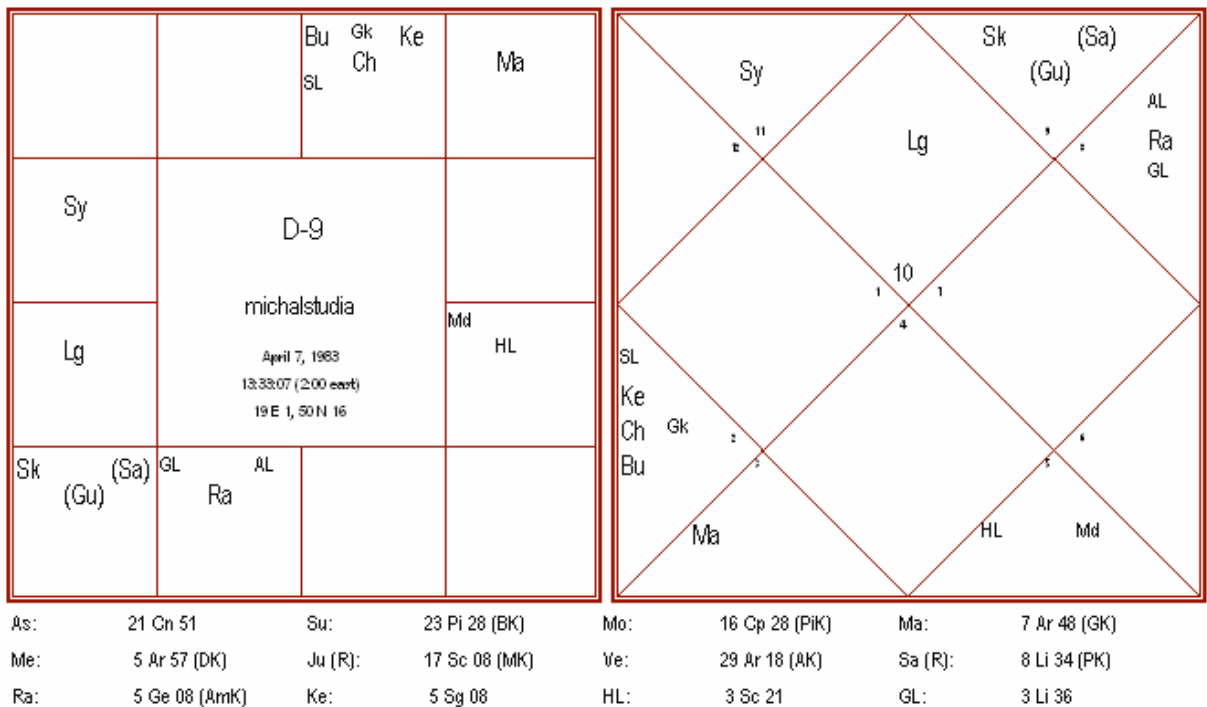 Bu Gk Ke
Ch
SL
Ma
Sy
D-9
michalstudia
April 7, 1983
13:33:07 (2:00 east)
19 E 1, 50 N 16
Lg
Md
HL
Sk (Sa)
(Gu)
GL AL
Ra
Sk (Sa)
(Gu)
Sy
AL
Ra
GL
Lg
11
12
9
8
10
1
7
4
SL
Ke
Ch Gk
Bu
2
3
6
5
Ma
HL Md
As: 21 Cn 51 Su: 23 Pi 28 (BK) Mo: 16 Cp 28 (PiK) Ma: 7 Ar 48 (GK)
Me: 5 Ar 57 (DK) Ju (R): 17 Sc 08 (MK) Ve: 29 Ar 18 (AK) Sa (R): 8 Li 34 (PK)
Ra: 5 Ge 08 (AmK) Ke: 5 Sg 08 HL: 3 Sc 21 GL: 3 Li 36